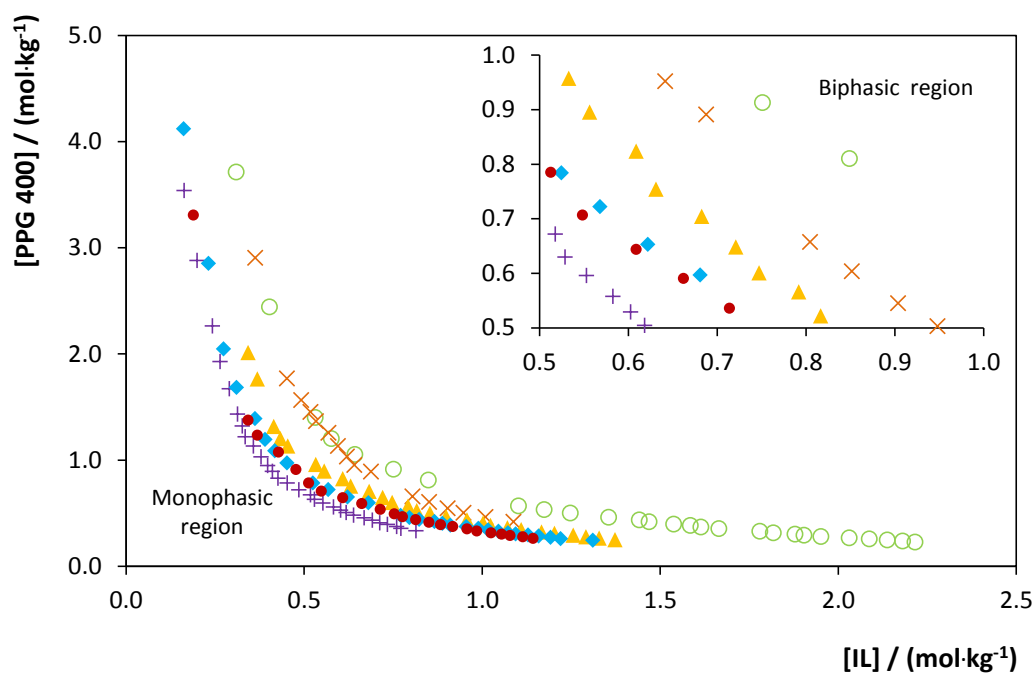 [PPG 400] / (mol·kg⁻¹)
5.0
4.0
3.0
2.0
1.0
0.0
0.0 0.5 1.0 1.5 2.0 2.5
[IL] / (mol·kg⁻¹)
Monophasic
region
1.0
0.9
0.8
0.7
0.6
0.5
0.5 0.6 0.7 0.8 0.9 1.0
Biphasic region